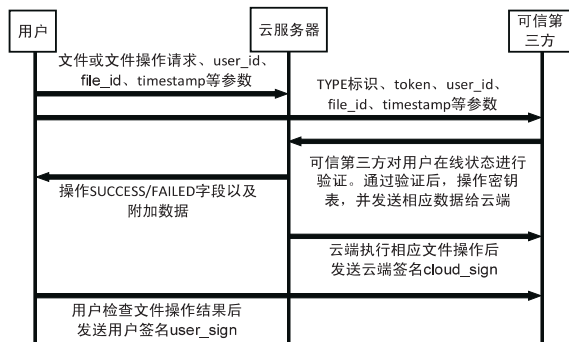 用户
云服务器
可信第
三方
文件或文件操作请求、user_id、
file_id、timestamp等参数
TYPE标识、token、user_id、
file_id、timestamp等参数
可信第三方对用户在线状态进行
验证。通过验证后，操作密钥
表，并发送相应数据给云端
操作SUCCESS/FAILED字段以及
附加数据
云端执行相应文件操作后
发送云端签名cloud_sign
用户检查文件操作结果后
发送用户签名user_sign